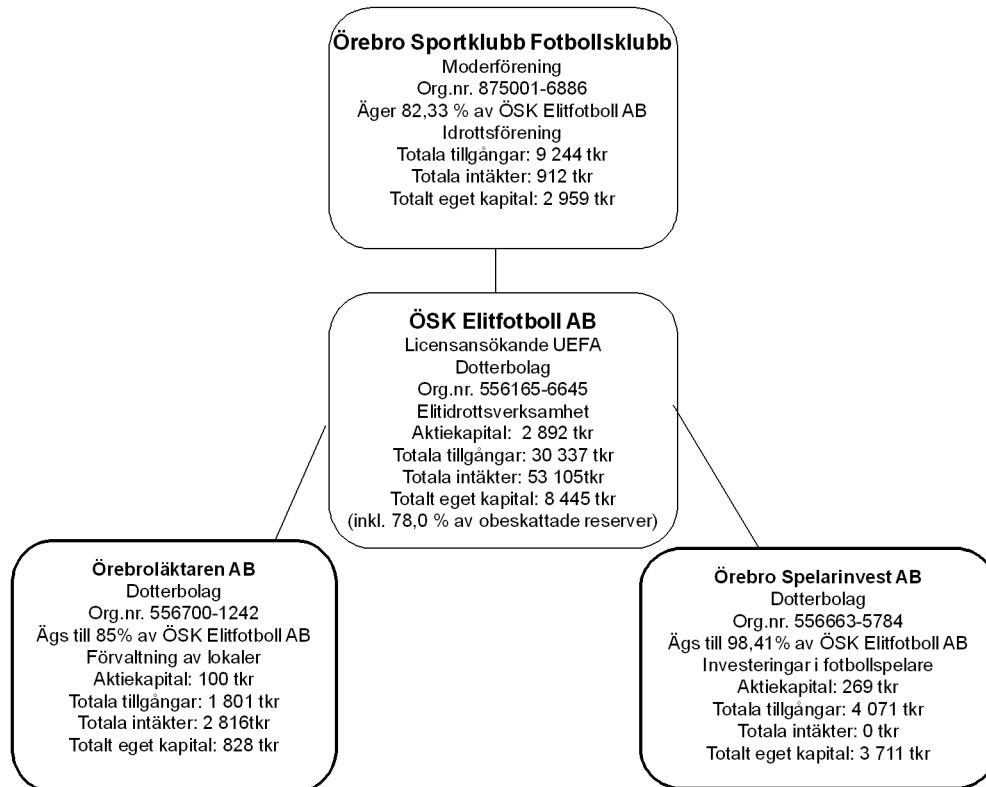 Örebro Sportklubb Fotbollsklubb
Moderförening
Org.nr. 875001-6886
Äger 82,33 % av ÖSK Elitfotboll AB
Idrottsförening
Totala tillgångar: 9 244 tkr
Totala intäkter: 912 tkr
Totalt eget kapital: 2 959 tkr
ÖSK Elitfotboll AB
Licensansökande UEFA
Dotterbolag
Org.nr. 556165-6645
Elitidrottsverksamhet
Aktiekapital: 2 892 tkr
Totala tillgångar: 30 337 tkr
Totala intäkter: 53 105tkr
Totalt eget kapital: 8 445 tkr
(inkl. 78,0 % av obeskattade reserver)
Örebroläktaren AB
Dotterbolag
Org.nr. 556700-1242
Ägs till 85% av ÖSK Elitfotboll AB
Förvaltning av lokaler
Aktiekapital: 100 tkr
Totala tillgångar: 1 801 tkr
Totala intäkter: 2 816tkr
Totalt eget kapital: 828 tkr
Örebro Spelarinvest AB
Dotterbolag
Org.nr. 556663-5784
Ägs till 98,41% av ÖSK Elitfotboll AB
Investeringar i fotbollspelare
Aktiekapital: 269 tkr
Totala tillgångar: 4 071 tkr
Totala intäkter: 0 tkr
Totalt eget kapital: 3 711 tkr